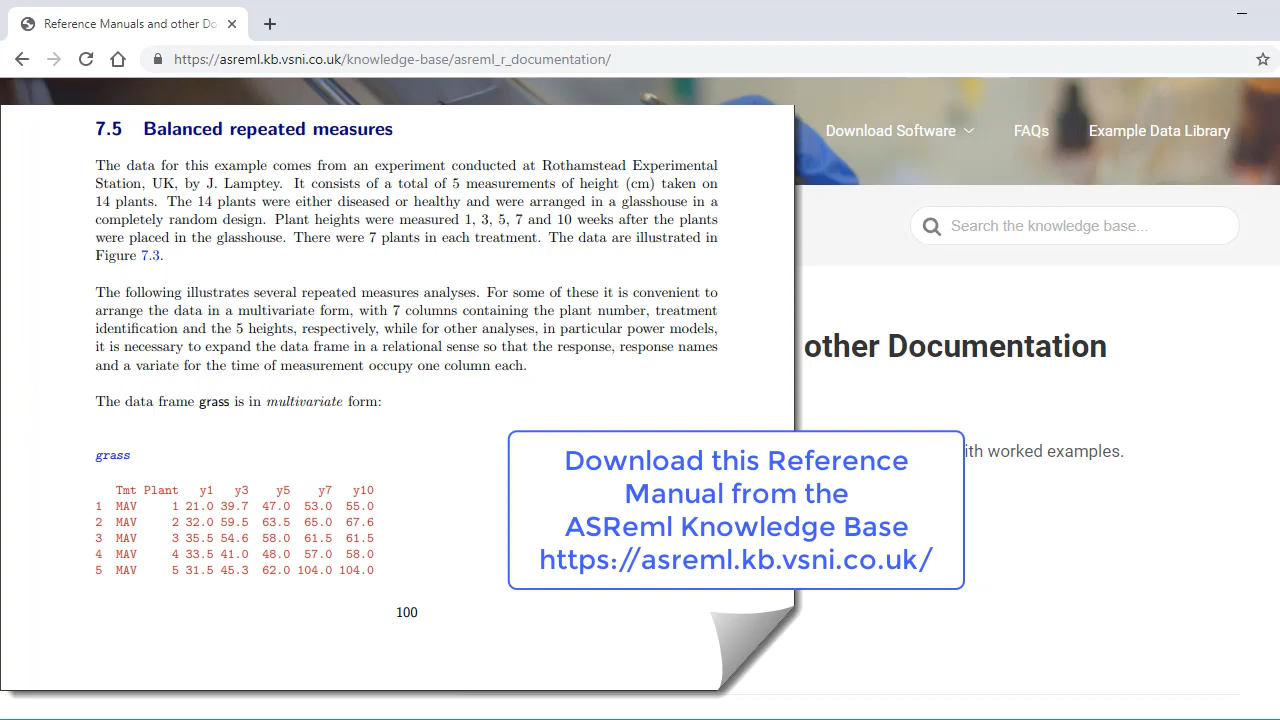 Reference Manuals and other Do
https://asreml.kb.vsni.co.uk/knowledge-base/asreml_r_documentation/
Download Software
FAQs
Example Data Library
Search the knowledge base...
other Documentation
ith worked examples.
7.5 Balanced repeated measures
The data for this example comes from an experiment conducted at Rothamstead Experimental
Station, UK, by J. Lamptey. It consists of a total of 5 measurements of height (cm) taken on
14 plants. The 14 plants were either diseased or healthy and were arranged in a glasshouse in a
completely random design. Plant heights were measured 1, 3, 5, 7 and 10 weeks after the plants
were placed in the glasshouse. There were 7 plants in each treatment. The data are illustrated in
Figure 7.3.
The following illustrates several repeated measures analyses. For some of these it is convenient to
arrange the data in a multivariate form, with 7 columns containing the plant number, treatment
identification and the 5 heights, respectively, while for other analyses, in particular power models,
it is necessary to expand the data frame in a relational sense so that the response, response names
and a variate for the time of measurement occupy one column each.
The data frame grass is in multivariate form:
grass
Tmt Plant y1 y3 y5 y7 y10
1 MAV 1 21.0 39.7 47.0 53.0 55.0
2 MAV 2 32.0 59.5 63.5 65.0 67.6
3 MAV 3 35.5 54.6 58.0 61.5 61.5
4 MAV 4 33.5 41.0 48.0 57.0 58.0
5 MAV 5 31.5 45.3 62.0 104.0 104.0
100
Download this Reference
Manual from the
ASReml Knowledge Base
https://asreml.kb.vsni.co.uk/